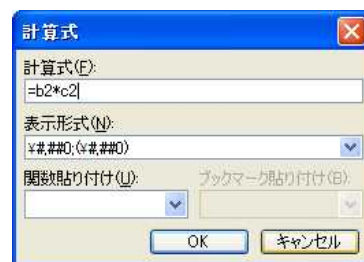 計算式
計算式(F):
=b2*c2
表示形式(N):
¥#,##0;(¥#,##0)
関数貼り付け(U):
ブックマーク貼り付け(B):
OK
キャンセル